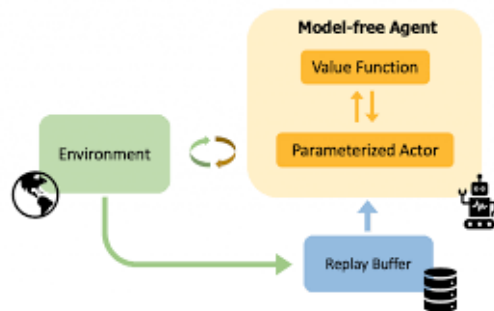 Model-free Agent
Value Function
Environment
Parameterized Actor
Replay Buffer